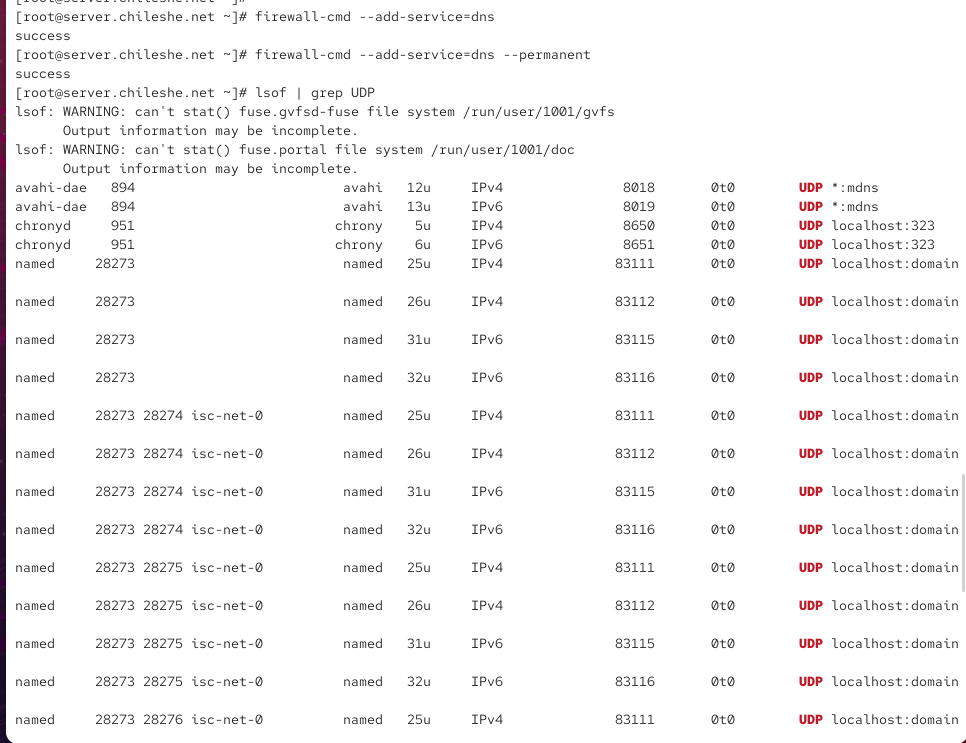 [root@server.chileshe.net ~]#
[root@server.chileshe.net ~]# firewall-cmd --add-service=dns
success
[root@server.chileshe.net ~]# firewall-cmd --add-service=dns --permanent
success
[root@server.chileshe.net ~]# lsof | grep UDP
lsof: WARNING: can't stat() fuse.gvfsd-fuse file system /run/user/1001/gvfs
      Output information may be incomplete.
lsof: WARNING: can't stat() fuse.portal file system /run/user/1001/doc
      Output information may be incomplete.
avahi-dae   894                          avahi   12u     IPv4               8018       0t0        UDP *:mdns
avahi-dae   894                          avahi   13u     IPv6               8019       0t0        UDP *:mdns
chronyd     951                         chrony    5u     IPv4               8650       0t0        UDP localhost:323
chronyd     951                         chrony    6u     IPv6               8651       0t0        UDP localhost:323
named     28273                          named   25u     IPv4              83111       0t0        UDP localhost:domain
named     28273                          named   26u     IPv4              83112       0t0        UDP localhost:domain
named     28273                          named   31u     IPv6              83115       0t0        UDP localhost:domain
named     28273                          named   32u     IPv6              83116       0t0        UDP localhost:domain
named     28273 28274 isc-net-0          named   25u     IPv4              83111       0t0        UDP localhost:domain
named     28273 28274 isc-net-0          named   26u     IPv4              83112       0t0        UDP localhost:domain
named     28273 28274 isc-net-0          named   31u     IPv6              83115       0t0        UDP localhost:domain
named     28273 28274 isc-net-0          named   32u     IPv6              83116       0t0        UDP localhost:domain
named     28273 28275 isc-net-0          named   25u     IPv4              83111       0t0        UDP localhost:domain
named     28273 28275 isc-net-0          named   26u     IPv4              83112       0t0        UDP localhost:domain
named     28273 28275 isc-net-0          named   31u     IPv6              83115       0t0        UDP localhost:domain
named     28273 28275 isc-net-0          named   32u     IPv6              83116       0t0        UDP localhost:domain
named     28273 28276 isc-net-0          named   25u     IPv4              83111       0t0        UDP localhost:domain